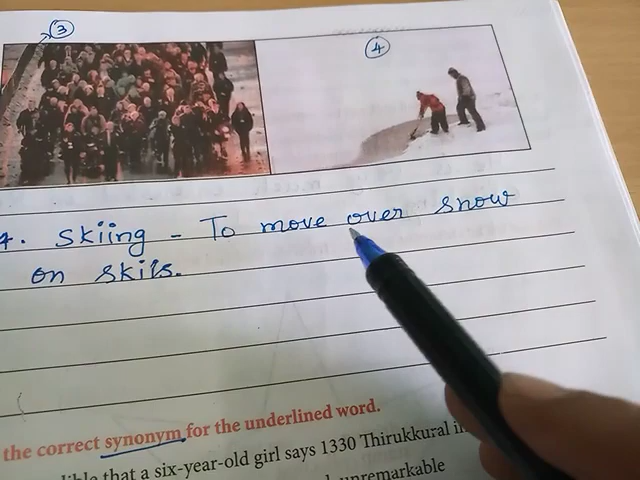 3
4
4. Skiing - To move over snow
on skiis.
the correct synonym for the underlined word.
that a six-year-old girl says 1330 Thirukkural
unremarkable